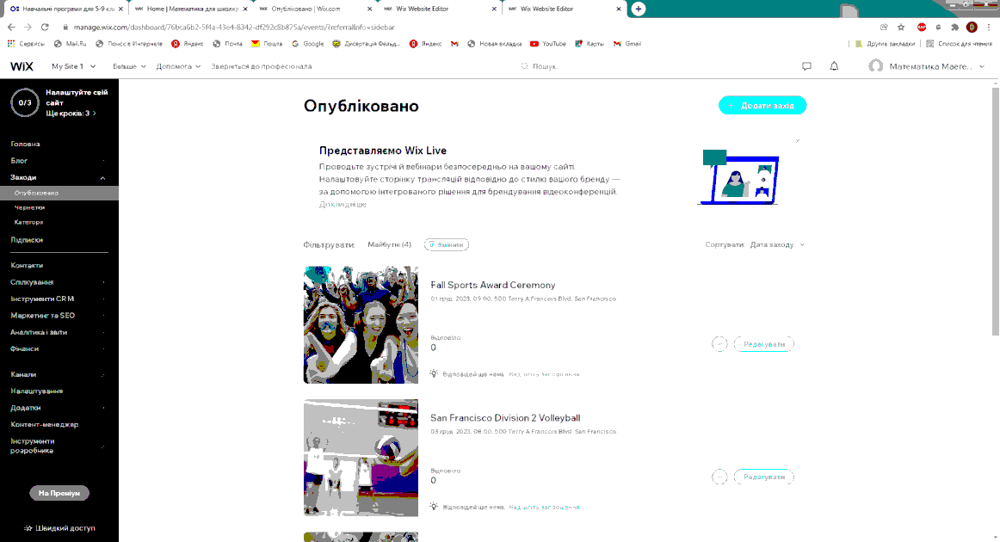 Навчальні програми для 5-9 кла
Home | Математика для школяр
Опубліковано | Wix.com
Wix Website Editor
Wix Website Editor
manage.wix.com/dashboard/76bca6b2-5f4a-43e4-8342-df292c8b875a/events/?referralInfo=sidebar
Сервисы
Mail.Ru
Поиск в Интернете
Яндекс
Почта
Пошта
Google
Дисертація Фельд...
Яндекс
Новая вкладка
YouTube
Карты
Gmail
Другие закладки
Список для чтения
WiX
My Site 1
Більше
Допомога
Зверніться до професіонала
Пошук.
Математика Maere..
0/3
Налаштуйте свій
сайт
Ще кроків: 3 >
Головна
Блог
Заходи
Опубліковано
Чернетки
Категорії
Підписки
Контакти
Спілкування
Інструменти CRM
Маркетинг та SEO
Аналітика і звіти
Фінанси
Канали
Налаштування
Додатки
Контент-менеджер
Інструменти
розробника
На Преміум
Швидкий доступ
Опубліковано
+ Додати захід
Представляємо Wix Live
Проводьте зустрічі й вебінари безпосередньо на вашому сайті.
Налаштовуйте сторінку трансляцій відповідно до стилю вашого бренду —
за допомогою інтегрованого рішення для брендування відеоконференцій.
Докладніше
Фільтрувати:
Майбутні (4)
Змінити
Сортувати:
Дата заходу
Fall Sports Award Ceremony
01 груд. 2023, 09:00, 500 Terry A Francois Blvd, San Francisco
Відповіло
0
Відповідей ще нема. Надішліть запрошення
Редагувати
San Francisco Division 2 Volleyball
03 груд. 2023, 08:00, 500 Terry A Francois Blvd, San Francisco
Відповіло
0
Відповідей ще нема. Надішліть запрошення
Редагувати